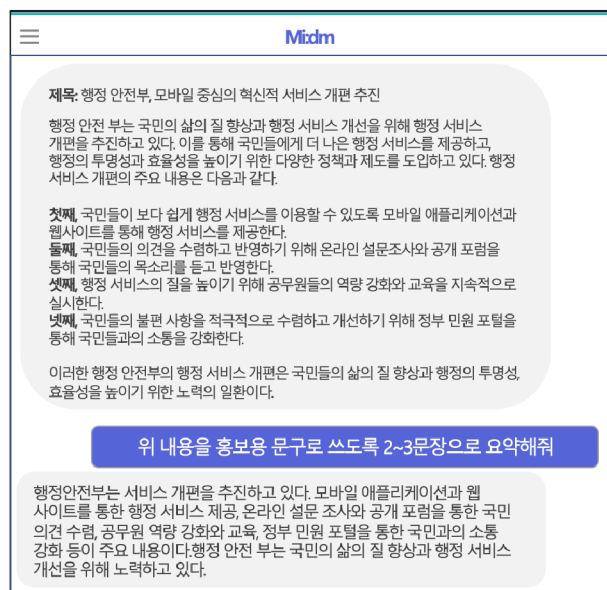 Mi:dm
제목: 행정 안전부, 모바일 중심의 혁신적 서비스 개편 추진
행정 안전 부는 국민의 삶의 질 향상과 행정 서비스 개선을 위해 행정 서비스
개편을 추진하고 있다. 이를 통해 국민들에게 더 나은 행정 서비스를 제공하고,
행정의 투명성과 효율성을 높이기 위한 다양한 정책과 제도를 도입하고 있다. 행정
서비스 개편의 주요 내용은 다음과 같다.
첫째, 국민들이 보다 쉽게 행정 서비스를 이용할 수 있도록 모바일 애플리케이션과
웹사이트를 통해 행정 서비스를 제공한다.
둘째, 국민들의 의견을 수렴하고 반영하기 위해 온라인 설문조사와 공개 포럼을
통해 국민들의 목소리를 듣고 반영한다.
셋째, 행정 서비스의 질을 높이기 위해 공무원들의 역량 강화와 교육을 지속적으로
실시한다.
넷째, 국민들의 불편 사항을 적극적으로 수렴하고 개선하기 위해 정부 민원 포털을
통해 국민들과의 소통을 강화한다.
이러한 행정 안전부의 행정 서비스 개편은 국민들의 삶의 질 향상과 행정의 투명성,
효율성을 높이기 위한 노력의 일환이다.
위 내용을 홍보용 문구로 쓰도록 2~3문장으로 요약해줘
행정안전부는 서비스 개편을 추진하고 있다. 모바일 애플리케이션과 웹
사이트를 통한 행정 서비스 제공, 온라인 설문 조사와 공개 포럼을 통한 국민
의견 수렴, 공무원 역량 강화와 교육, 정부 민원 포털을 통한 국민과의 소통
강화 등이 주요 내용이다.행정 안전 부는 국민의 삶의 질 향상과 행정 서비스
개선을 위해 노력하고 있다.